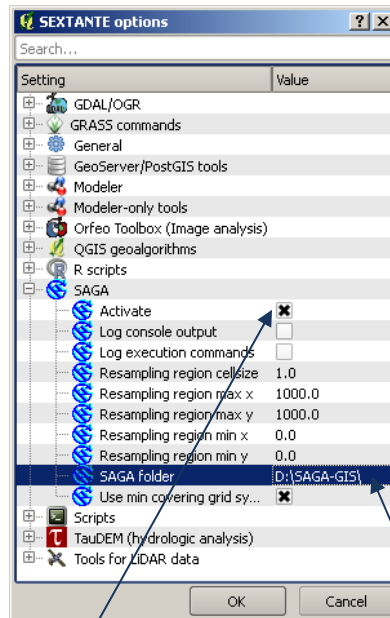 SEXTANTE options
Search...
Setting Value
GDAL/OGR
GRASS commands
General
GeoServer/PostGIS tools
Modeler
Modeler-only tools
Orfeo Toolbox (Image analysis)
QGIS geoalgorithms
R scripts
SAGA
Activate
Log console output
Log execution commands
Resampling region cellsize 1.0
Resampling region max x 1000.0
Resampling region max y 1000.0
Resampling region min x 0.0
Resampling region min y 0.0
SAGA folder D:\SAGA-GIS\
Use min covering grid sy...
Scripts
TauDEM (hydrologic analysis)
Tools for LiDAR data
OK Cancel